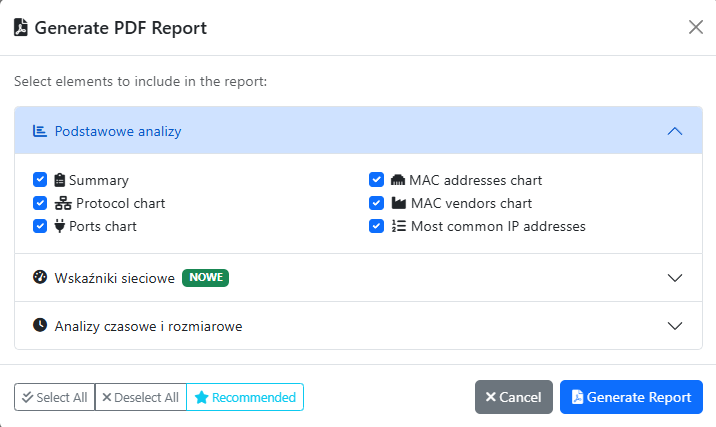 Generate PDF Report
Select elements to include in the report:
Podstawowe analizy
Summary
MAC addresses chart
Protocol chart
MAC vendors chart
Ports chart
Most common IP addresses
Wskaźniki sieciowe NOWE
Analizy czasowe i rozmiarowe
Select All Deselect All Recommended Cancel Generate Report